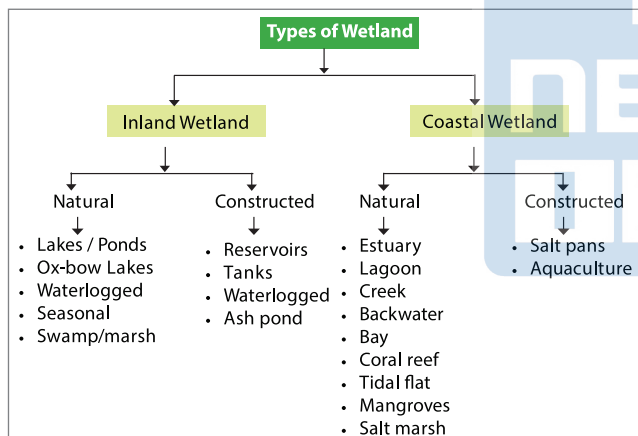 Types of Wetland
Inland Wetland
Coastal Wetland
Natural
Constructed
Natural
Constructed
• Lakes / Ponds
• Ox-bow Lakes
• Waterlogged
• Seasonal
• Swamp/marsh
• Reservoirs
• Tanks
• Waterlogged
• Ash pond
• Estuary
• Lagoon
• Creek
• Backwater
• Bay
• Coral reef
• Tidal flat
• Mangroves
• Salt marsh
• Salt pans
• Aquaculture